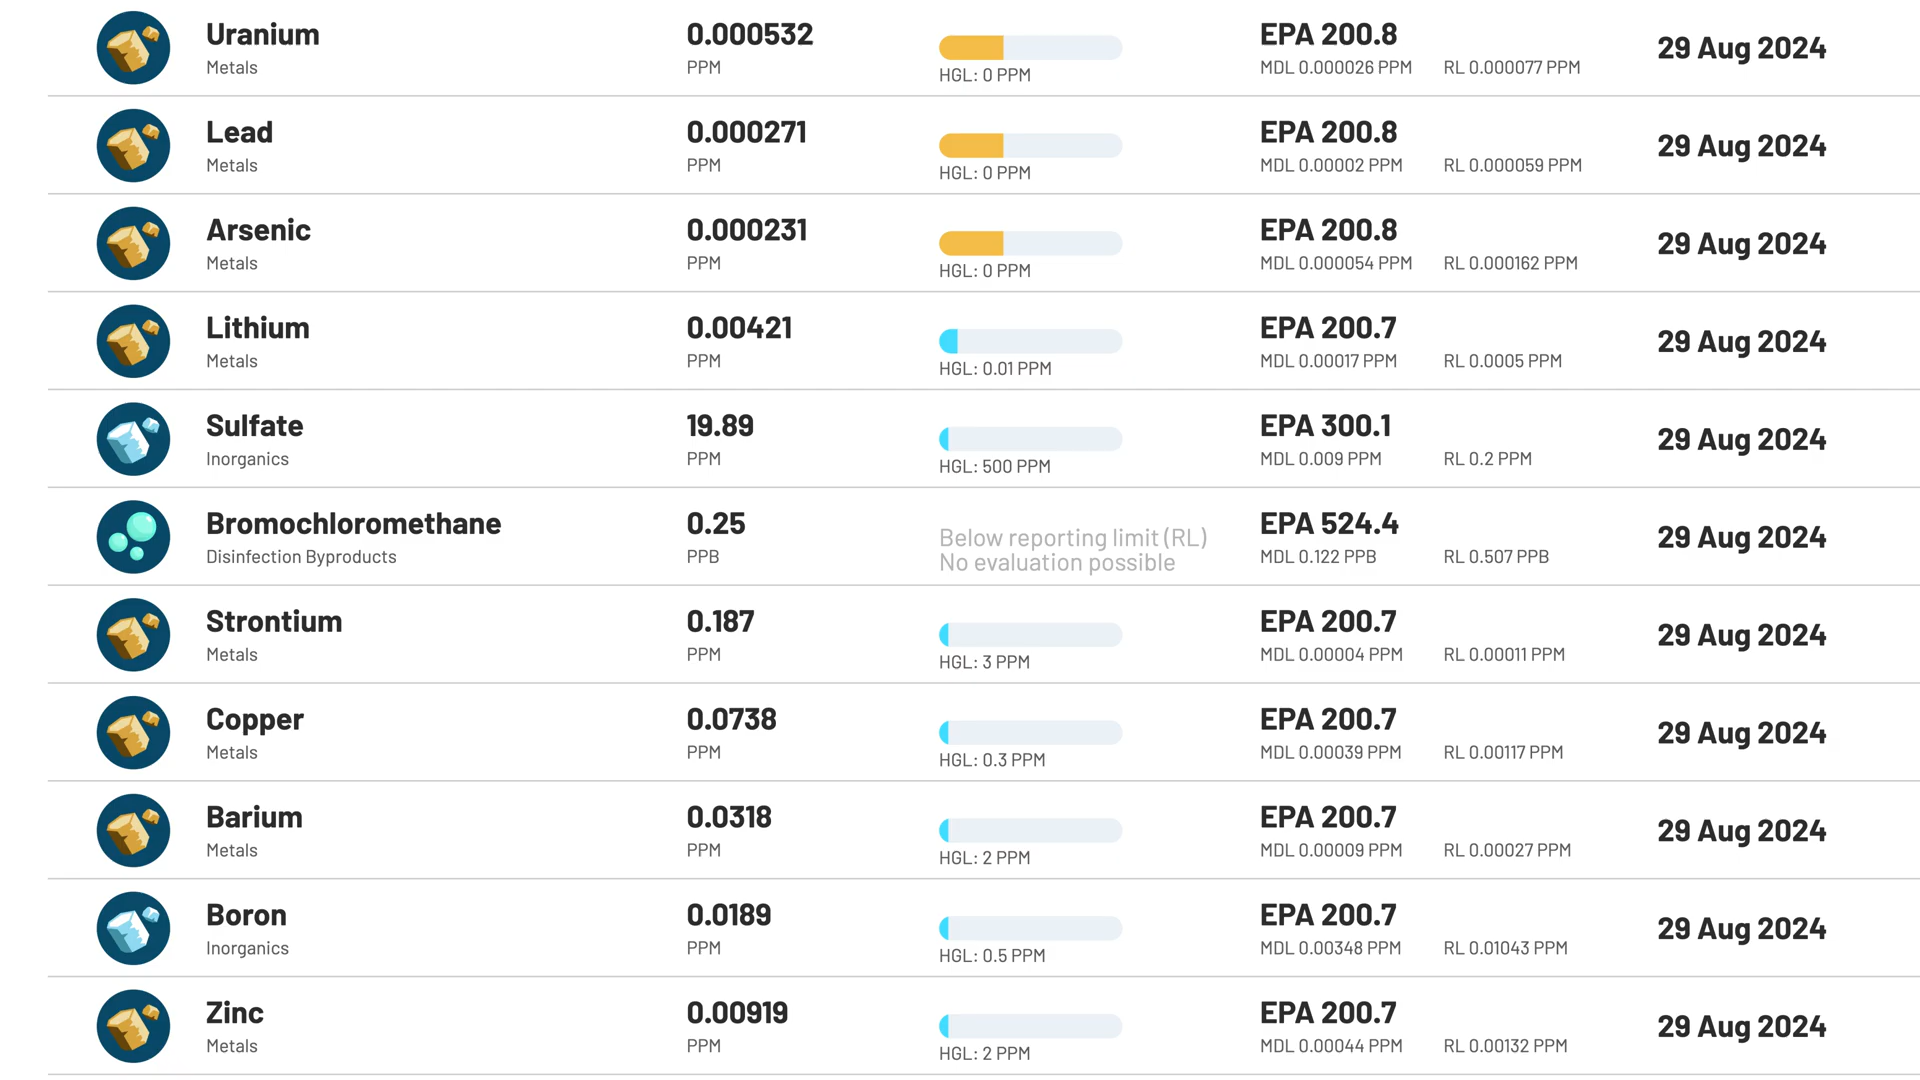 Uranium
Metals
0.000532
PPM
HGL: 0 PPM
EPA 200.8
MDL 0.000026 PPM
RL 0.000077 PPM
29 Aug 2024
Lead
Metals
0.000271
PPM
HGL: 0 PPM
EPA 200.8
MDL 0.00002 PPM
RL 0.000059 PPM
29 Aug 2024
Arsenic
Metals
0.000231
PPM
HGL: 0 PPM
EPA 200.8
MDL 0.000054 PPM
RL 0.000162 PPM
29 Aug 2024
Lithium
Metals
0.00421
PPM
HGL: 0.01 PPM
EPA 200.7
MDL 0.00017 PPM
RL 0.0005 PPM
29 Aug 2024
Sulfate
Inorganics
19.89
PPM
HGL: 500 PPM
EPA 300.1
MDL 0.009 PPM
RL 0.2 PPM
29 Aug 2024
Bromochloromethane
Disinfection Byproducts
0.25
PPB
Below reporting limit (RL)
No evaluation possible
EPA 524.4
MDL 0.122 PPB
RL 0.507 PPB
29 Aug 2024
Strontium
Metals
0.187
PPM
HGL: 3 PPM
EPA 200.7
MDL 0.00004 PPM
RL 0.00011 PPM
29 Aug 2024
Copper
Metals
0.0738
PPM
HGL: 0.3 PPM
EPA 200.7
MDL 0.00039 PPM
RL 0.00117 PPM
29 Aug 2024
Barium
Metals
0.0318
PPM
HGL: 2 PPM
EPA 200.7
MDL 0.00009 PPM
RL 0.00027 PPM
29 Aug 2024
Boron
Inorganics
0.0189
PPM
HGL: 0.5 PPM
EPA 200.7
MDL 0.00348 PPM
RL 0.01043 PPM
29 Aug 2024
Zinc
Metals
0.00919
PPM
HGL: 2 PPM
EPA 200.7
MDL 0.00044 PPM
RL 0.00132 PPM
29 Aug 2024